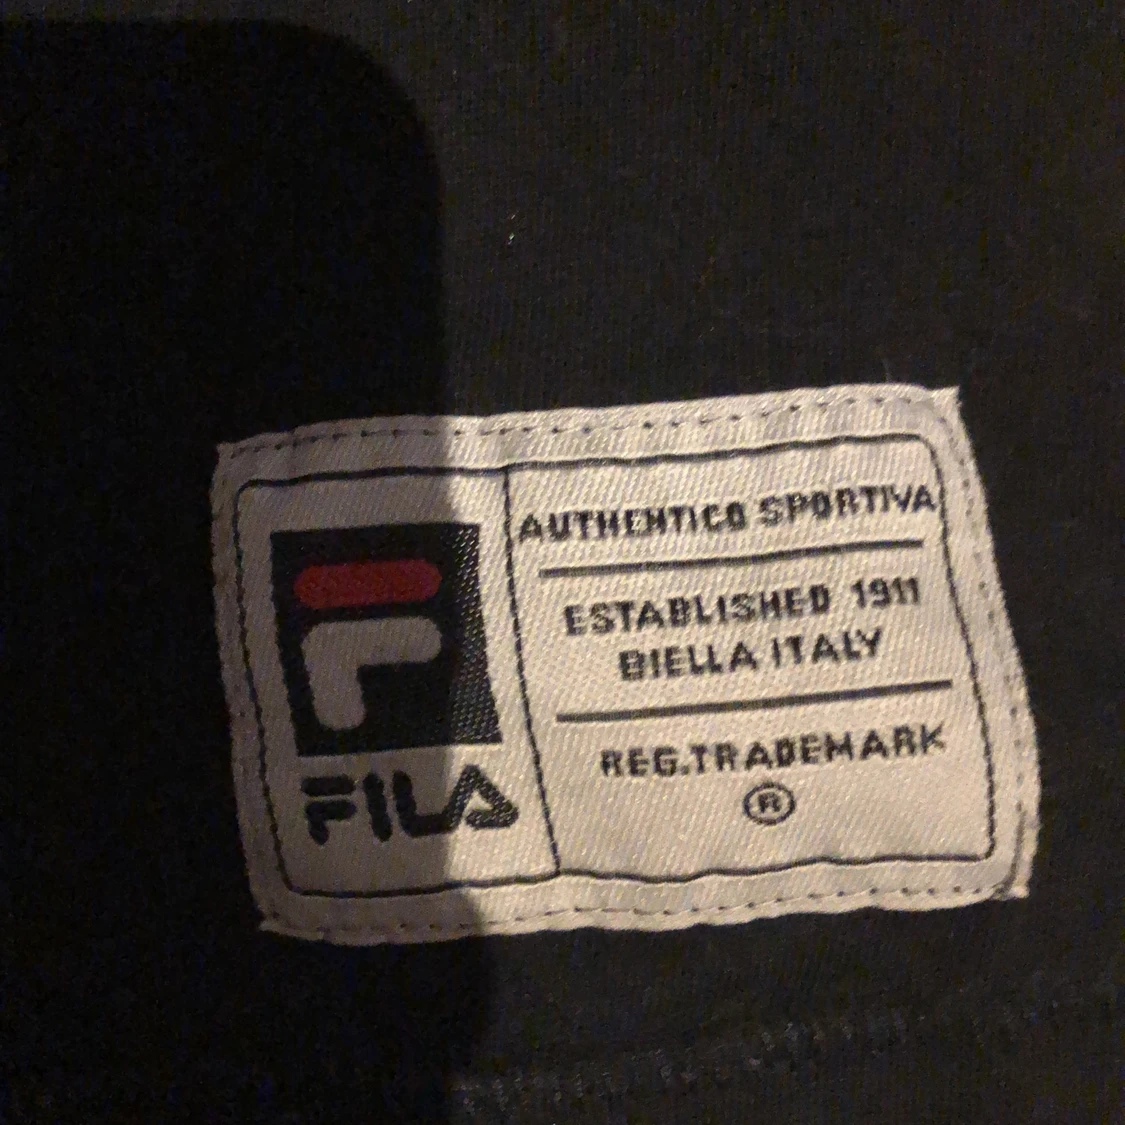 FILA
AUTHENTICO SPORTIVA
ESTABLISHED 1911
BIELLA ITALY
REG.TRADEMARK
®